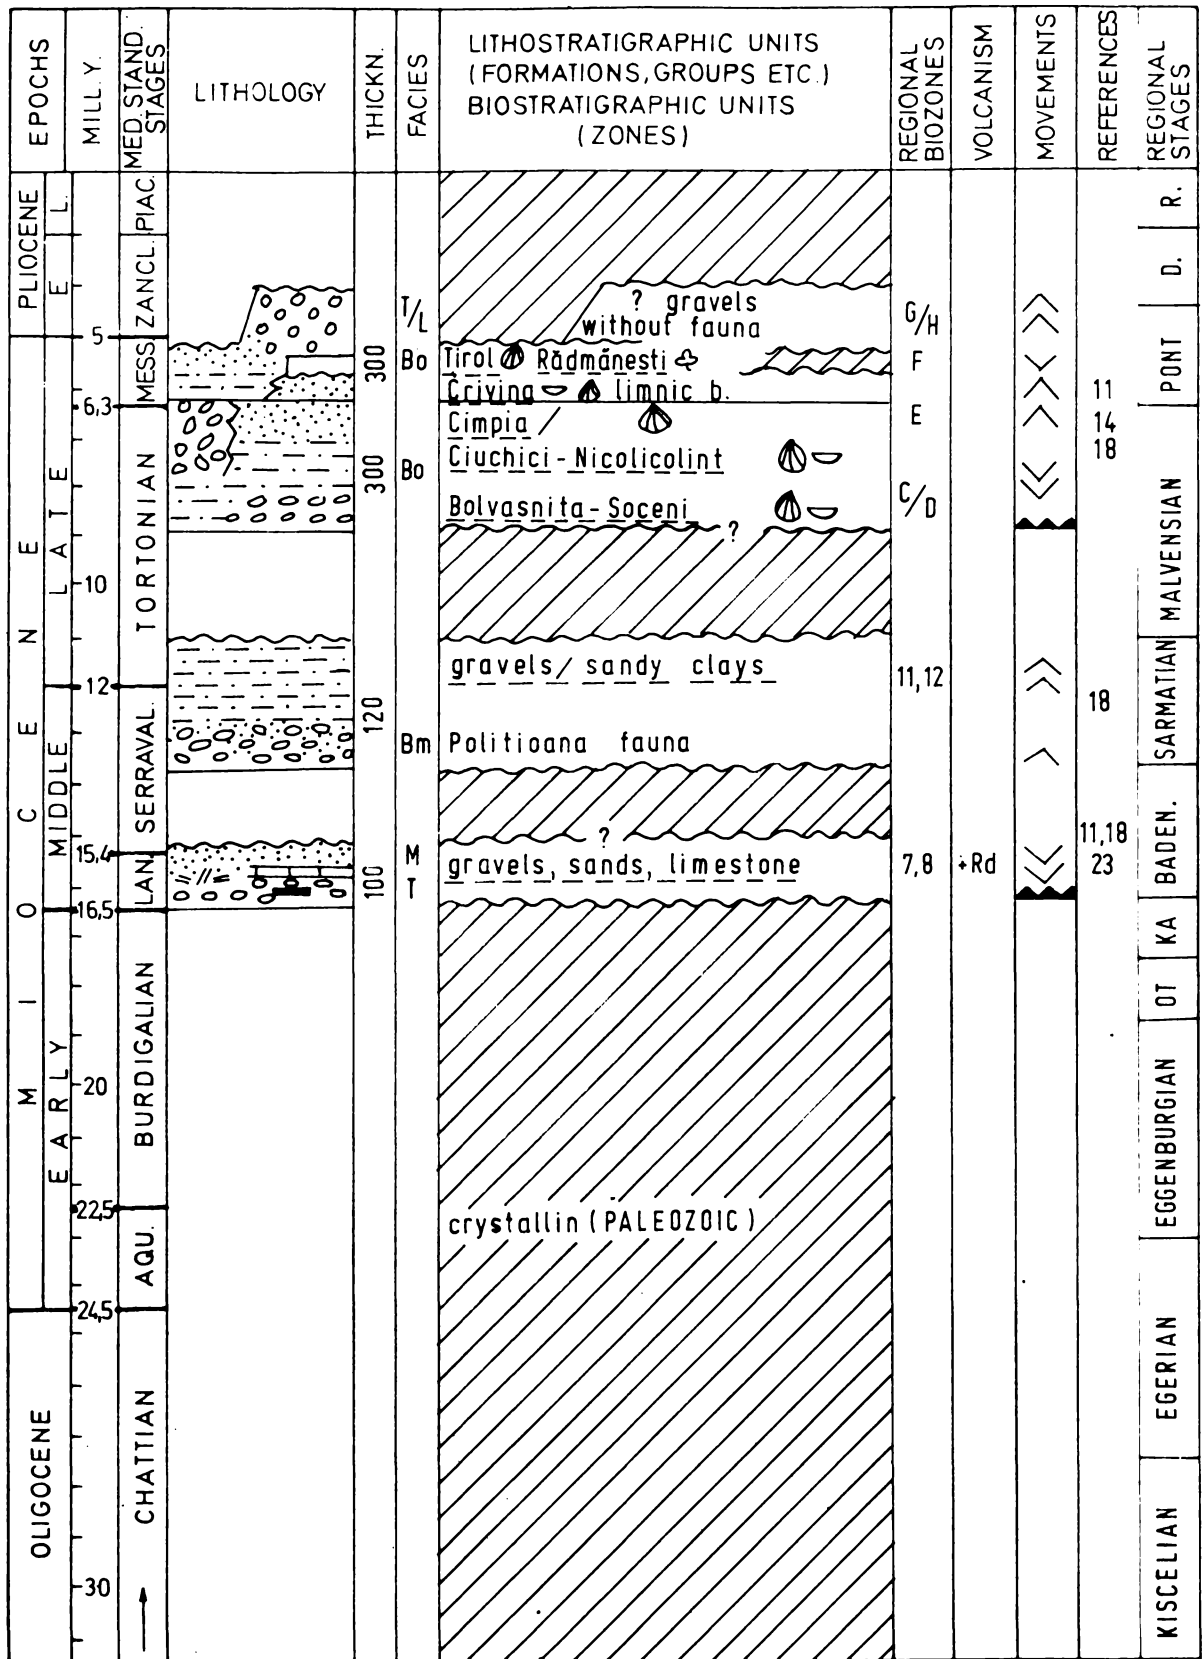 EPOCHS
MILL.Y.
MED. STAND.
STAGES
LITHOLOGY
THICKN.
FACIES
LITHOSTRATIGRAPHIC UNITS
(FORMATIONS, GROUPS ETC.)
BIOSTRATIGRAPHIC UNITS
(ZONES)
REGIONAL
BIOZONES
VOLCANISM
MOVEMENTS
REFERENCES
REGIONAL
STAGES
PLIOCENE
L.
E
PIAC.
ZANCL.
R.
D.
T/L
? gravels
without fauna
G/H
5
MESS.
300
Bo
Tirol Rădmănesti
F
PONT
Crivina limnic b.
11
6,3
Cimpia /
E
14
18
Ciuchici-Nicolicolint
300
Bo
Bolvasnita-Soceni
C/D
?
MIOCENE
LATE
TORTONIAN
MALVENSIAN
10
gravels/ sandy clays
11,12
12
18
SARMATIAN
MIDDLE
SERRAVAL.
120
Bm
Politioana fauna
?
11,18
15,4
LAN.
M
T
100
gravels, sands, limestone
7,8
+Rd
23
BADEN.
16,5
KA
OT
EARLY
BURDIGALIAN
20
EGGENBURGIAN
22,5
crystallin (PALEOZOIC)
AQU.
24,5
EGERIAN
OLIGOCENE
CHATTIAN
30
KISCELIAN